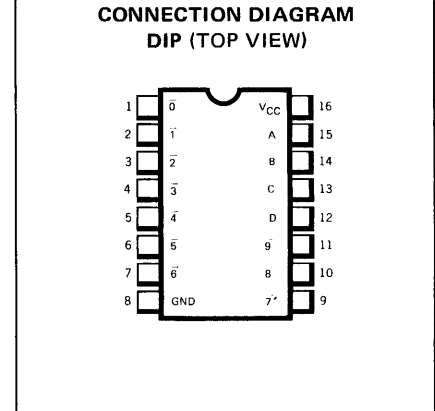 CONNECTION DIAGRAM
DIP (TOP VIEW)
1 0̅ VCC 16
2 1̅ A 15
3 2̅ B 14
4 3̅ C 13
5 4̅ D 12
6 5̅ 9̅ 11
7 6̅ 8 10
8 GND 7̅ 9